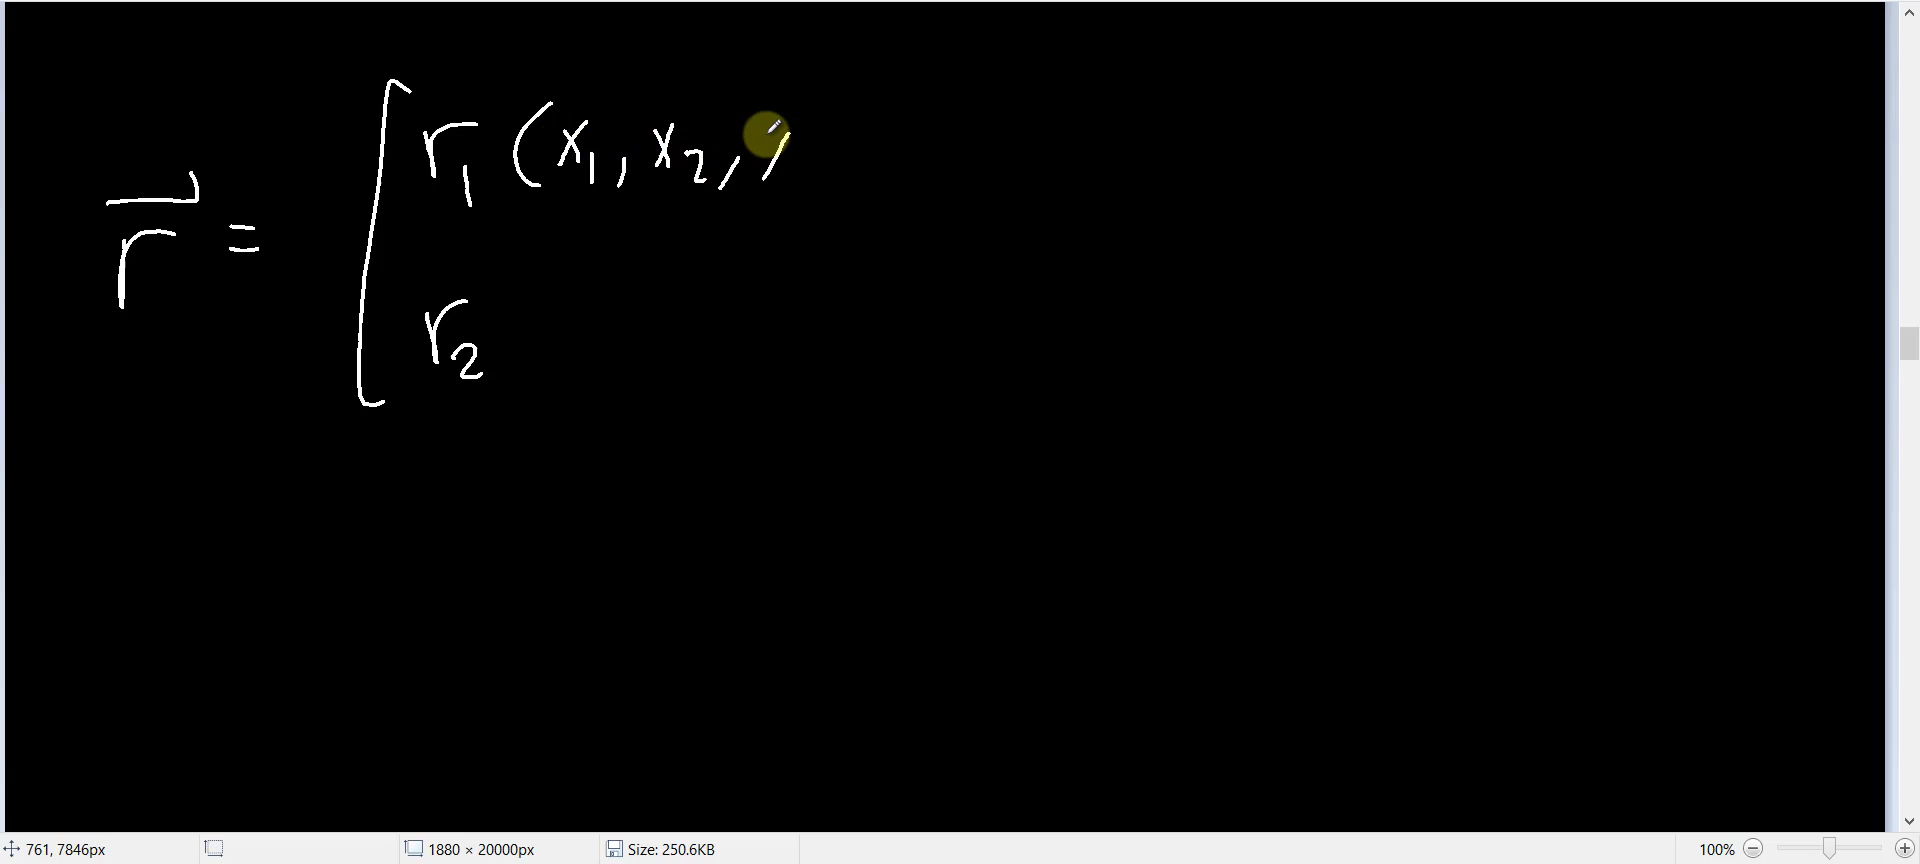 r⃗ = [ r₁ (x₁, x₂,
r₂
761, 7846px 1880 × 20000px Size: 250.6KB 100%